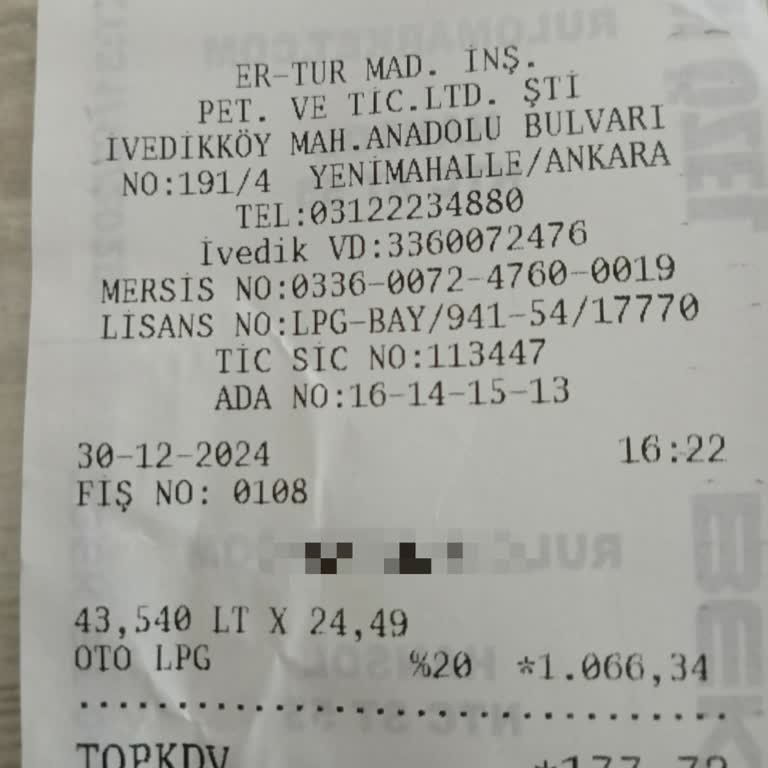 ER-TUR MAD. İNŞ.
PET. VE TİC.LTD. ŞTİ
İVEDİKKÖY MAH.ANADOLU BULVARI
NO:191/4 YENİMAHALLE/ANKARA
TEL:03122234880
İvedik VD:3360072476
MERSİS NO:0336-0072-4760-0019
LİSANS NO:LPG-BAY/941-54/17770
TİC SİC NO:113447
ADA NO:16-14-15-13
30-12-2024 16:22
FİŞ NO: 0108
43,540 LT X 24,49
OTO LPG %20 *1.066,34
TOPKDV